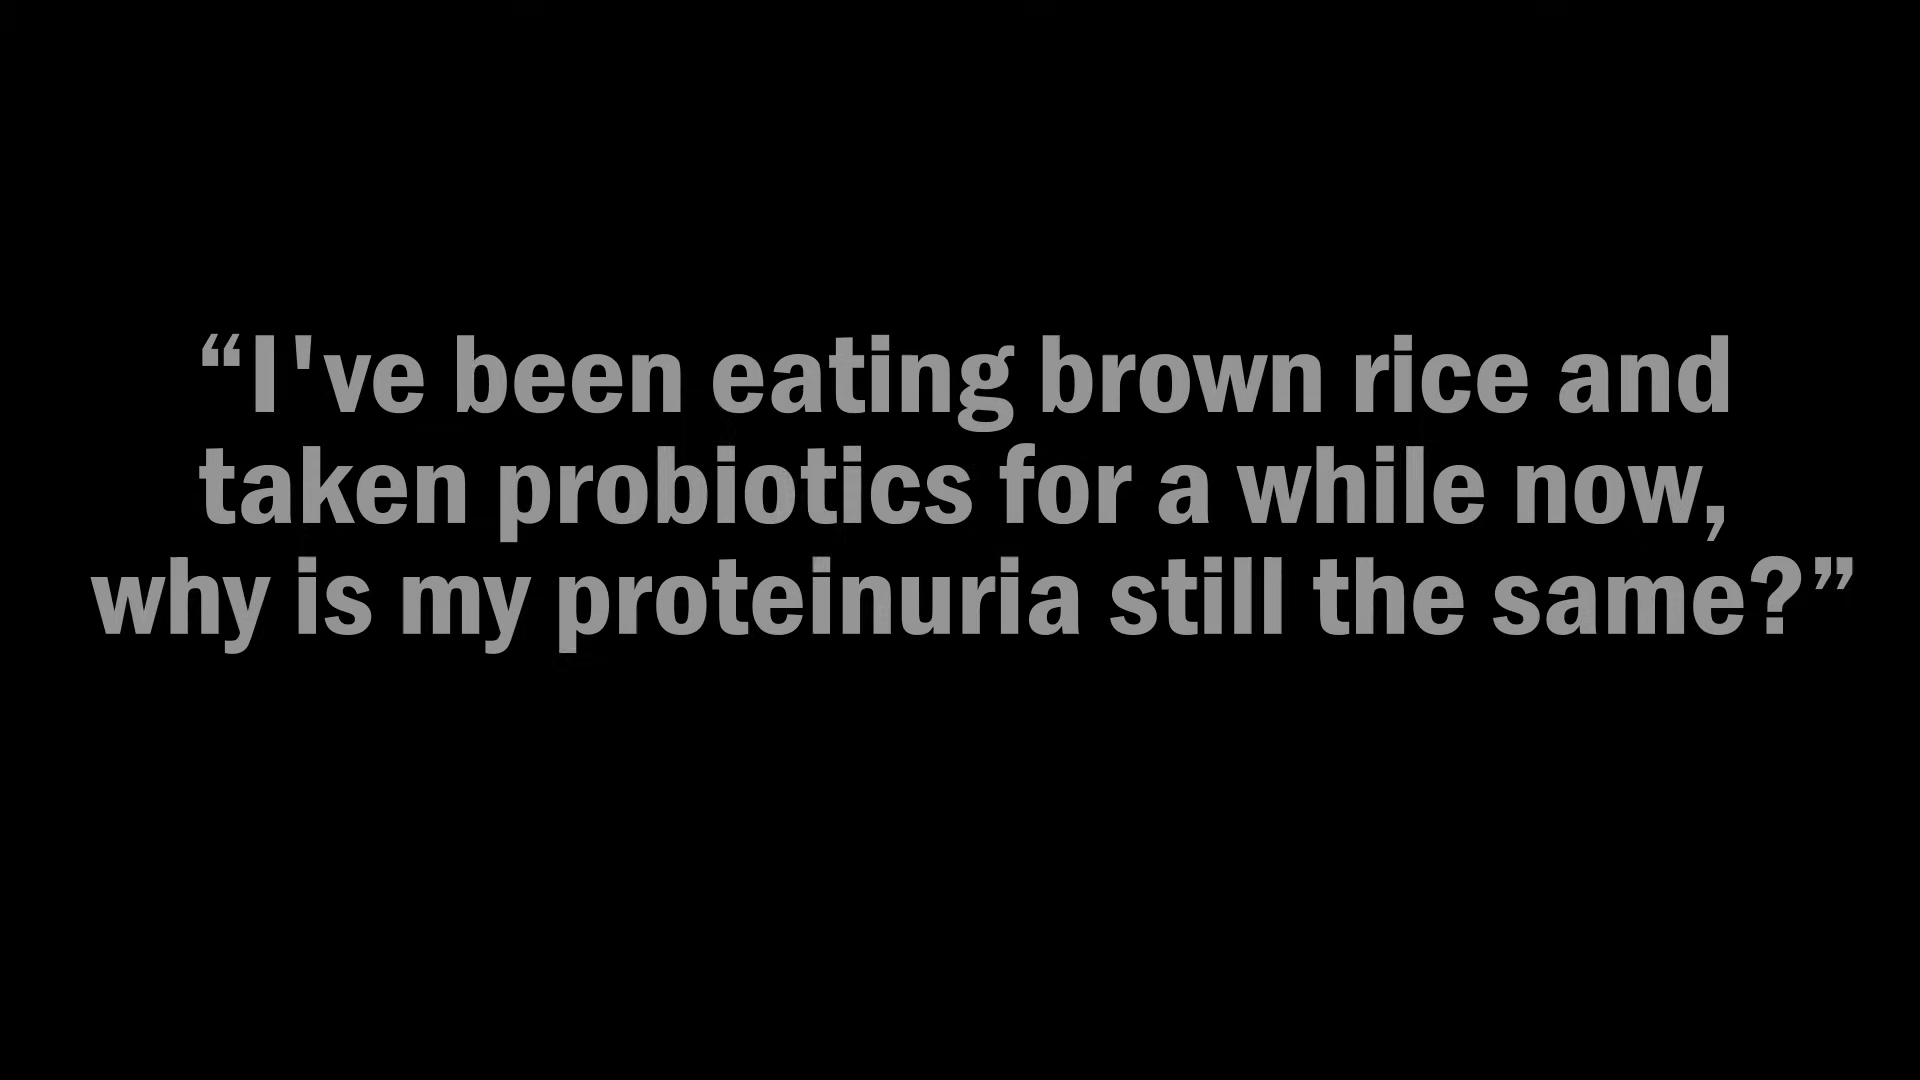 “I've been eating brown rice and
taken probiotics for a while now,
why is my proteinuria still the same?”